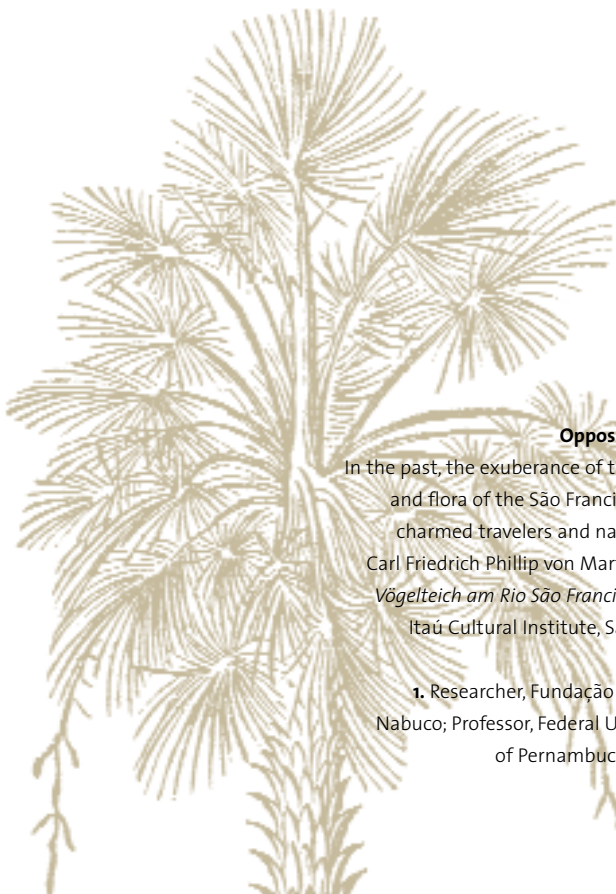 Oppos
In the past, the exuberance of t
and flora of the São Franci
charmed travelers and na
Carl Friedrich Phillip von Mar
Vögelteich am Rio São Franci
Itaú Cultural Institute, S
1. Researcher, Fundação
Nabuco; Professor, Federal U
of Pernambuc